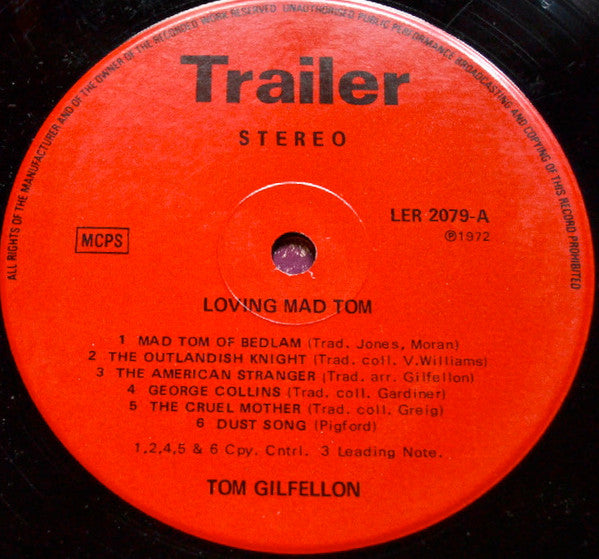 ALL RIGHTS OF THE MANUFACTURER AND OF THE OWNER OF THE RECORDED WORK RESERVED. UNAUTHORISED PUBLIC PERFORMANCE BROADCASTING AND COPYING OF THIS RECORD PROHIBITED
Trailer
STEREO
LER 2079-A
MCPS
℗1972
LOVING MAD TOM
1 MAD TOM OF BEDLAM (Trad. Jones, Moran)
2 THE OUTLANDISH KNIGHT (Trad. coll. V.Williams)
3 THE AMERICAN STRANGER (Trad. arr. Gilfellon)
4 GEORGE COLLINS (Trad. coll. Gardiner)
5 THE CRUEL MOTHER (Trad. coll. Greig)
6 DUST SONG (Pigford)
1,2,4,5 & 6 Cpy. Cntrl. 3 Leading Note.
TOM GILFELLON